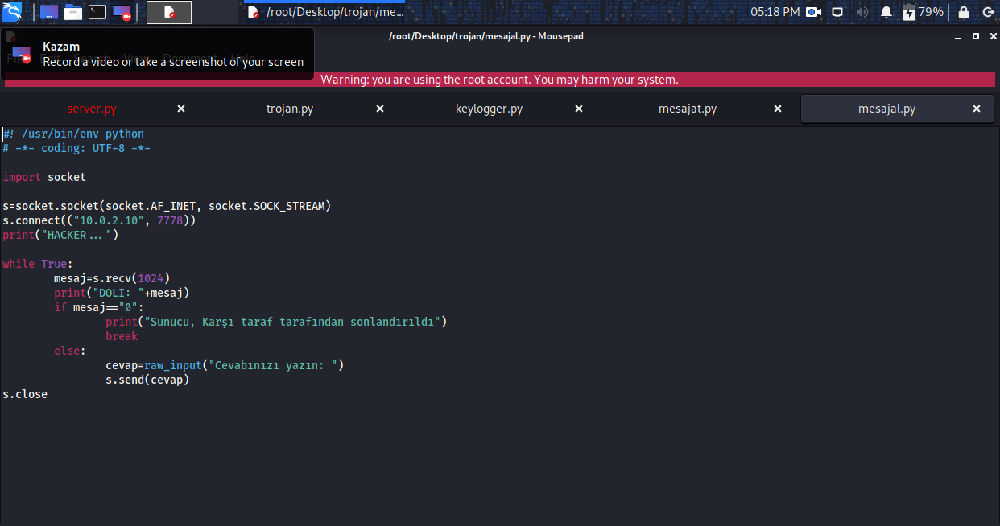 /root/Desktop/trojan/me...
05:18 PM
79%
/root/Desktop/trojan/mesajal.py - Mousepad
Kazam
Record a video or take a screenshot of your screen
Warning: you are using the root account. You may harm your system.
server.py
trojan.py
keylogger.py
mesajat.py
mesajal.py
#! /usr/bin/env python
# -*- coding: UTF-8 -*-
import socket
s=socket.socket(socket.AF_INET, socket.SOCK_STREAM)
s.connect(("10.0.2.10", 7778))
print("HACKER...")
while True:
mesaj=s.recv(1024)
print("DOLI: "+mesaj)
if mesaj=="0":
print("Sunucu, Karşı taraf tarafından sonlandırıldı")
break
else:
cevap=raw_input("Cevabınızı yazın: ")
s.send(cevap)
s.close